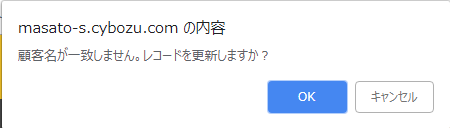 masato-s.cybozu.com の内容
顧客名が一致しません。レコードを更新しますか？
OK
キャンセル